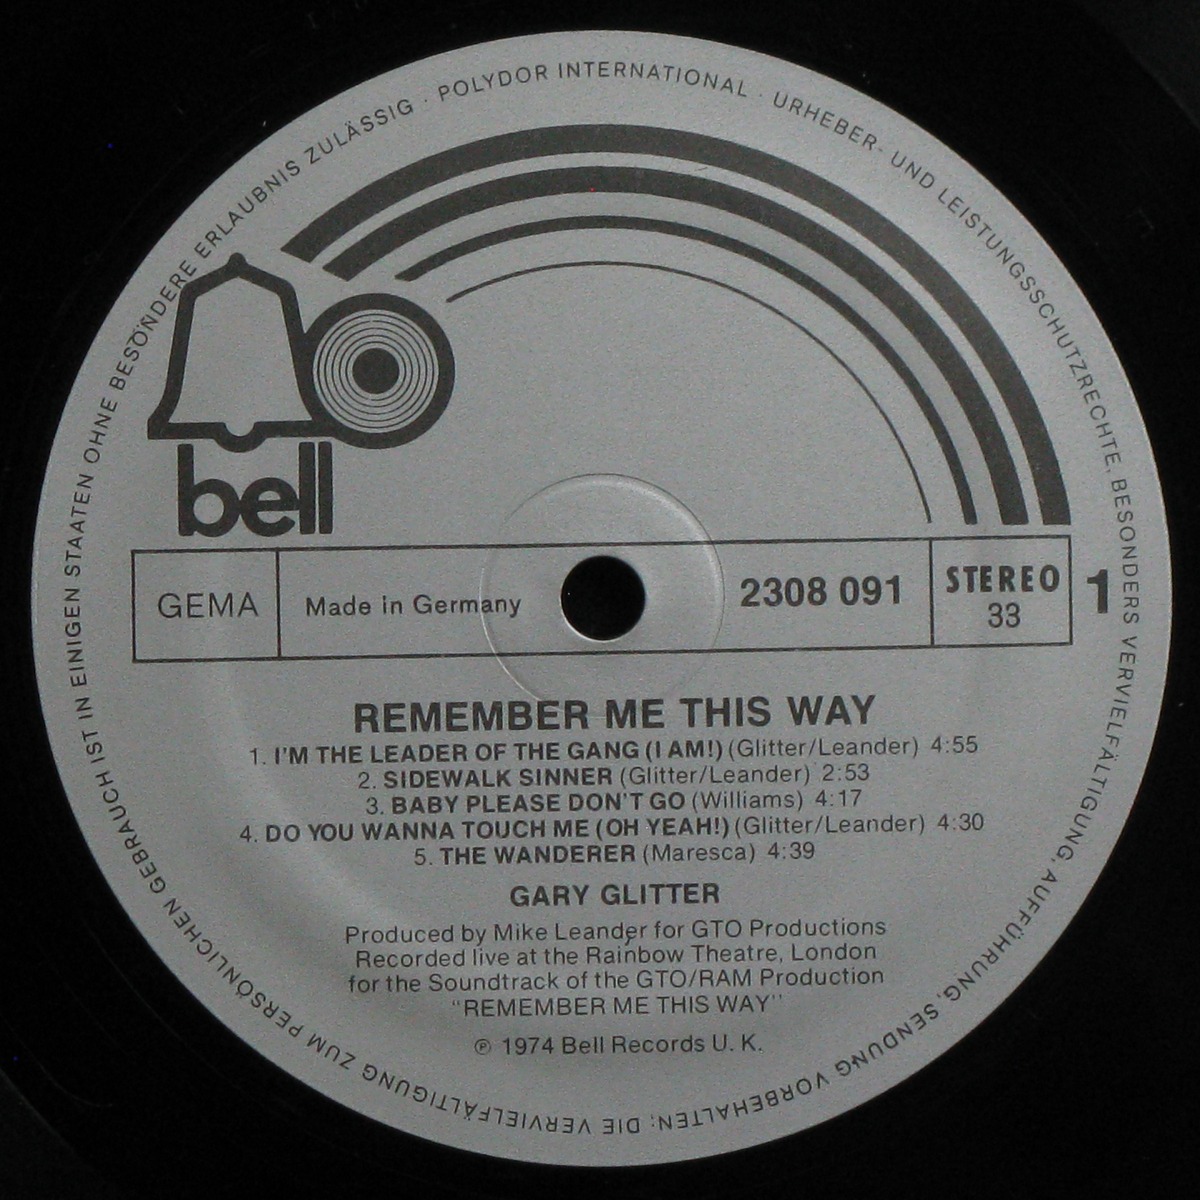 POLYDOR INTERNATIONAL · URHEBER- UND LEISTUNGSSCHUTZRECHTE, BESONDERS VERVIELFÄLTIGUNG, AUFFÜHRUNG, SENDUNG VORBEHALTEN; DIE VERVIELFÄLTIGUNG ZUM PERSÖNLICHEN GEBRAUCH IST IN EINIGEN STAATEN OHNE BESONDERE ERLAUBNIS ZULÄSSIG ·
bell
GEMA
Made in Germany
2308 091
STEREO
33
1
REMEMBER ME THIS WAY
1. I'M THE LEADER OF THE GANG (I AM!) (Glitter/Leander) 4:55
2. SIDEWALK SINNER (Glitter/Leander) 2:53
3. BABY PLEASE DON'T GO (Williams) 4:17
4. DO YOU WANNA TOUCH ME (OH YEAH!) (Glitter/Leander) 4:30
5. THE WANDERER (Maresca) 4:39
GARY GLITTER
Produced by Mike Leander for GTO Productions
Recorded live at the Rainbow Theatre, London
for the Soundtrack of the GTO/RAM Production
"REMEMBER ME THIS WAY"
℗ 1974 Bell Records U. K.